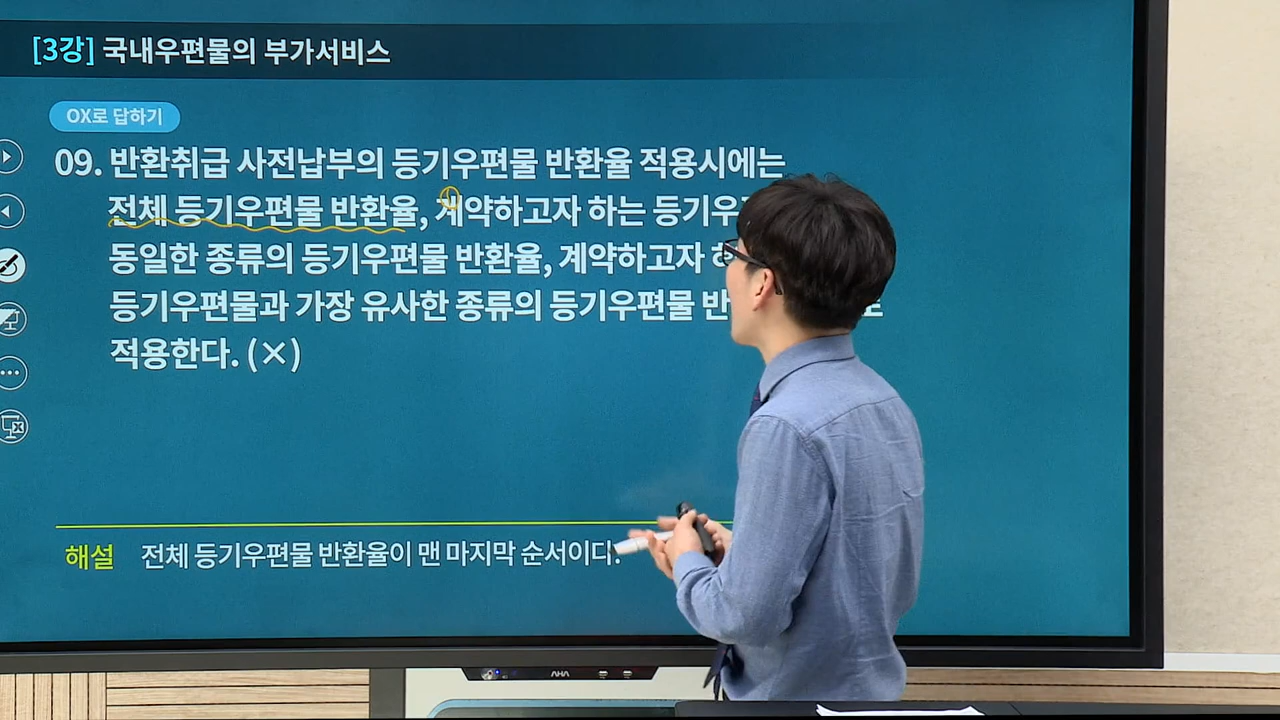 [3강] 국내우편물의 부가서비스
OX로 답하기
09. 반환취급 사전납부의 등기우편물 반환율 적용시에는
①
전체 등기우편물 반환율, 계약하고자 하는
동일한 종류의 등기우편물 반환율, 계약하고자
등기우편물과 가장 유사한 종류의 등기우편물
적용한다. (×)
해설 전체 등기우편물 반환율이 맨 마지막 순서이다.
AHA